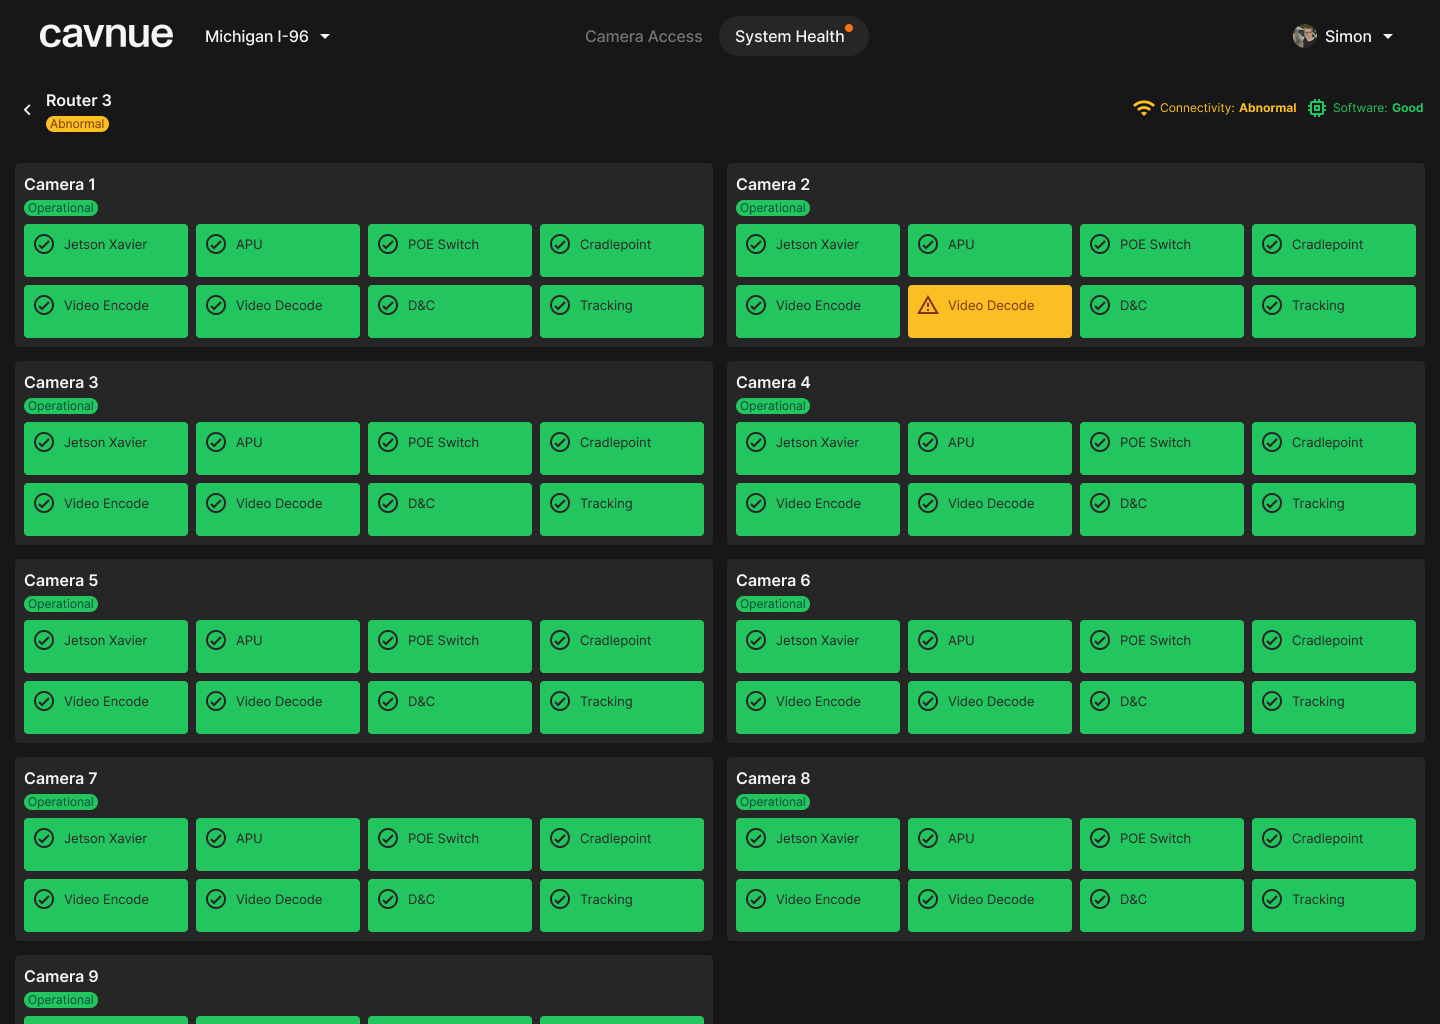 cavnue
Michigan I-96
Camera Access
System Health
Simon
Router 3
Abnormal
Connectivity: Abnormal
Software: Good
Camera 1
Operational
Jetson Xavier
APU
POE Switch
Cradlepoint
Video Encode
Video Decode
D&C
Tracking
Camera 2
Operational
Jetson Xavier
APU
POE Switch
Cradlepoint
Video Encode
Video Decode
D&C
Tracking
Camera 3
Operational
Jetson Xavier
APU
POE Switch
Cradlepoint
Video Encode
Video Decode
D&C
Tracking
Camera 4
Operational
Jetson Xavier
APU
POE Switch
Cradlepoint
Video Encode
Video Decode
D&C
Tracking
Camera 5
Operational
Jetson Xavier
APU
POE Switch
Cradlepoint
Video Encode
Video Decode
D&C
Tracking
Camera 6
Operational
Jetson Xavier
APU
POE Switch
Cradlepoint
Video Encode
Video Decode
D&C
Tracking
Camera 7
Operational
Jetson Xavier
APU
POE Switch
Cradlepoint
Video Encode
Video Decode
D&C
Tracking
Camera 8
Operational
Jetson Xavier
APU
POE Switch
Cradlepoint
Video Encode
Video Decode
D&C
Tracking
Camera 9
Operational